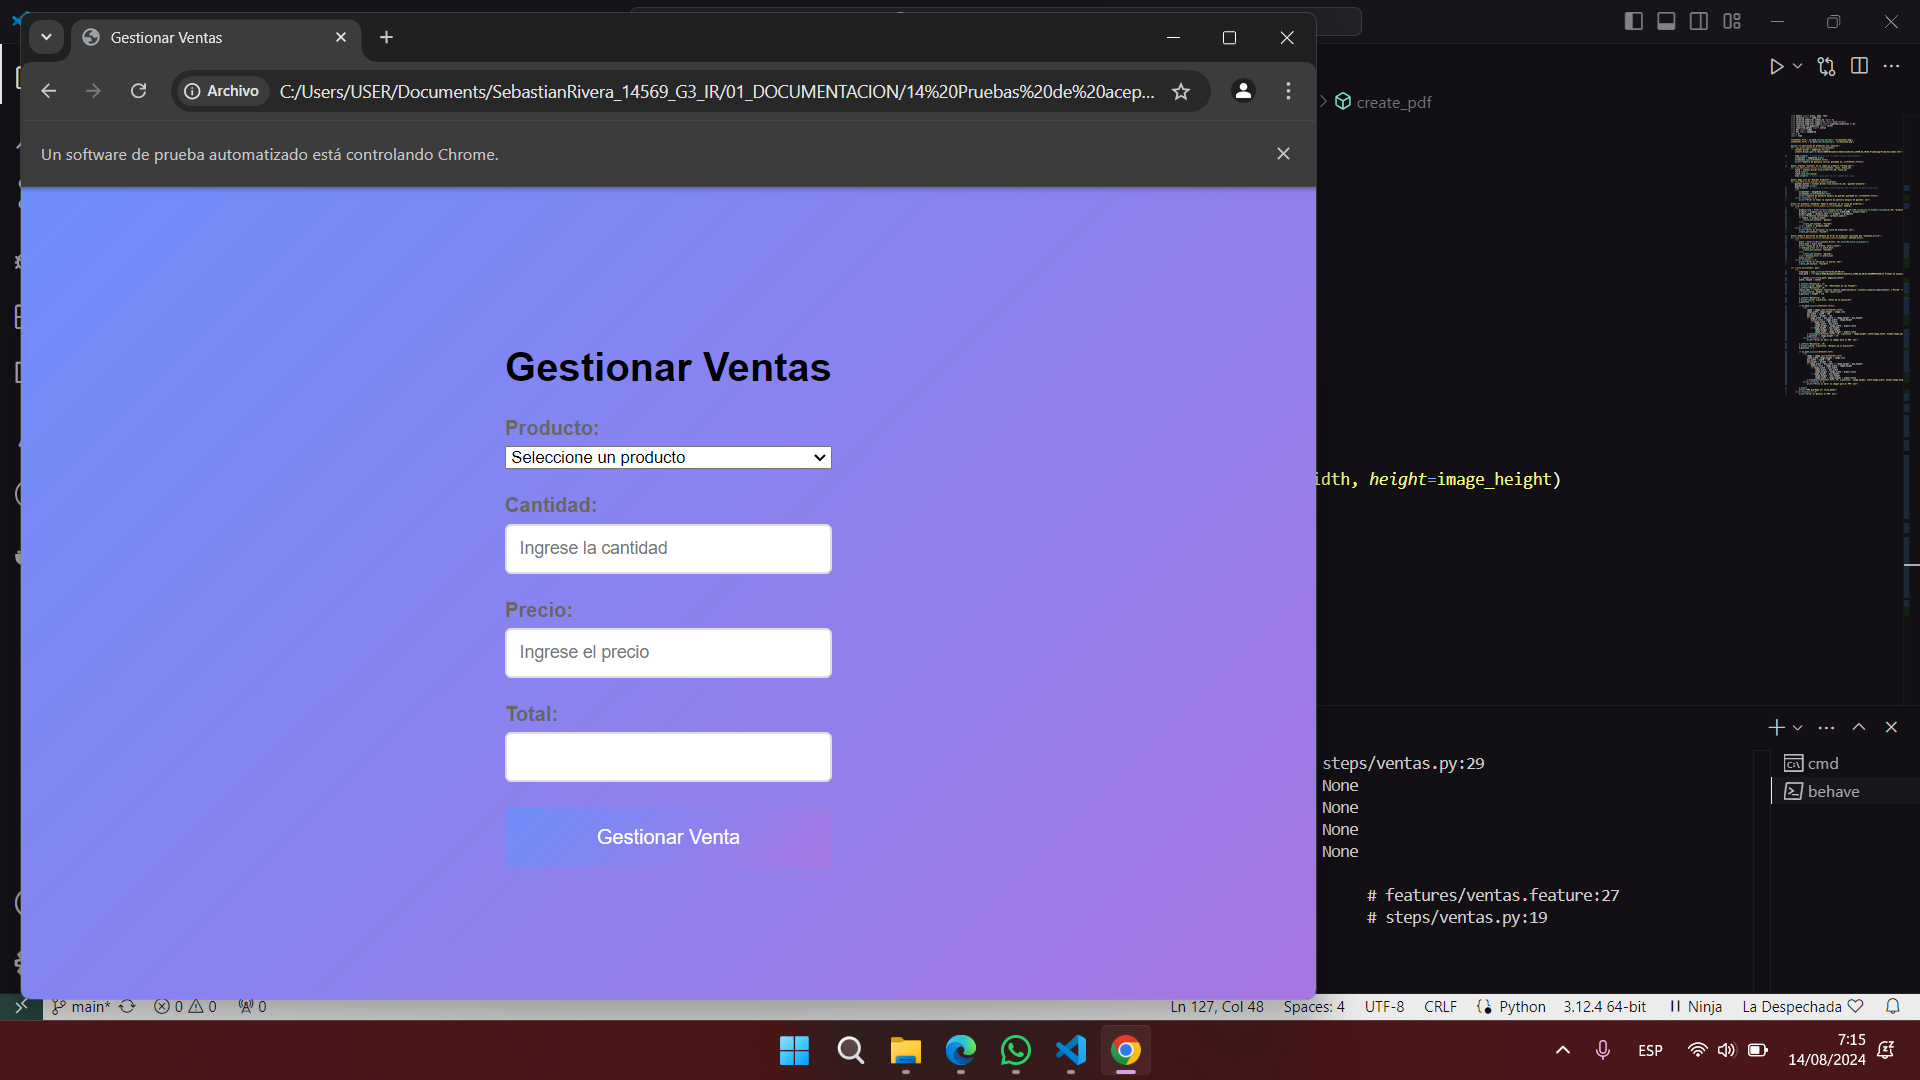 Gestionar Ventas
Archivo
C:/Users/USER/Documents/SebastianRivera_14569_G3_IR/01_DOCUMENTACION/14%20Pruebas%20de%20acep...
Un software de prueba automatizado está controlando Chrome.
create_pdf
Gestionar Ventas
Producto:
Seleccione un producto
Cantidad:
Ingrese la cantidad
Precio:
Ingrese el precio
Total:
Gestionar Venta
idth, height=image_height)
steps/ventas.py:29
None
None
None
None
# features/ventas.feature:27
# steps/ventas.py:19
cmd
behave
main* 0 0 0
Ln 127, Col 48 Spaces: 4 UTF-8 CRLF Python 3.12.4 64-bit Ninja La Despechada
ESP
7:15
14/08/2024